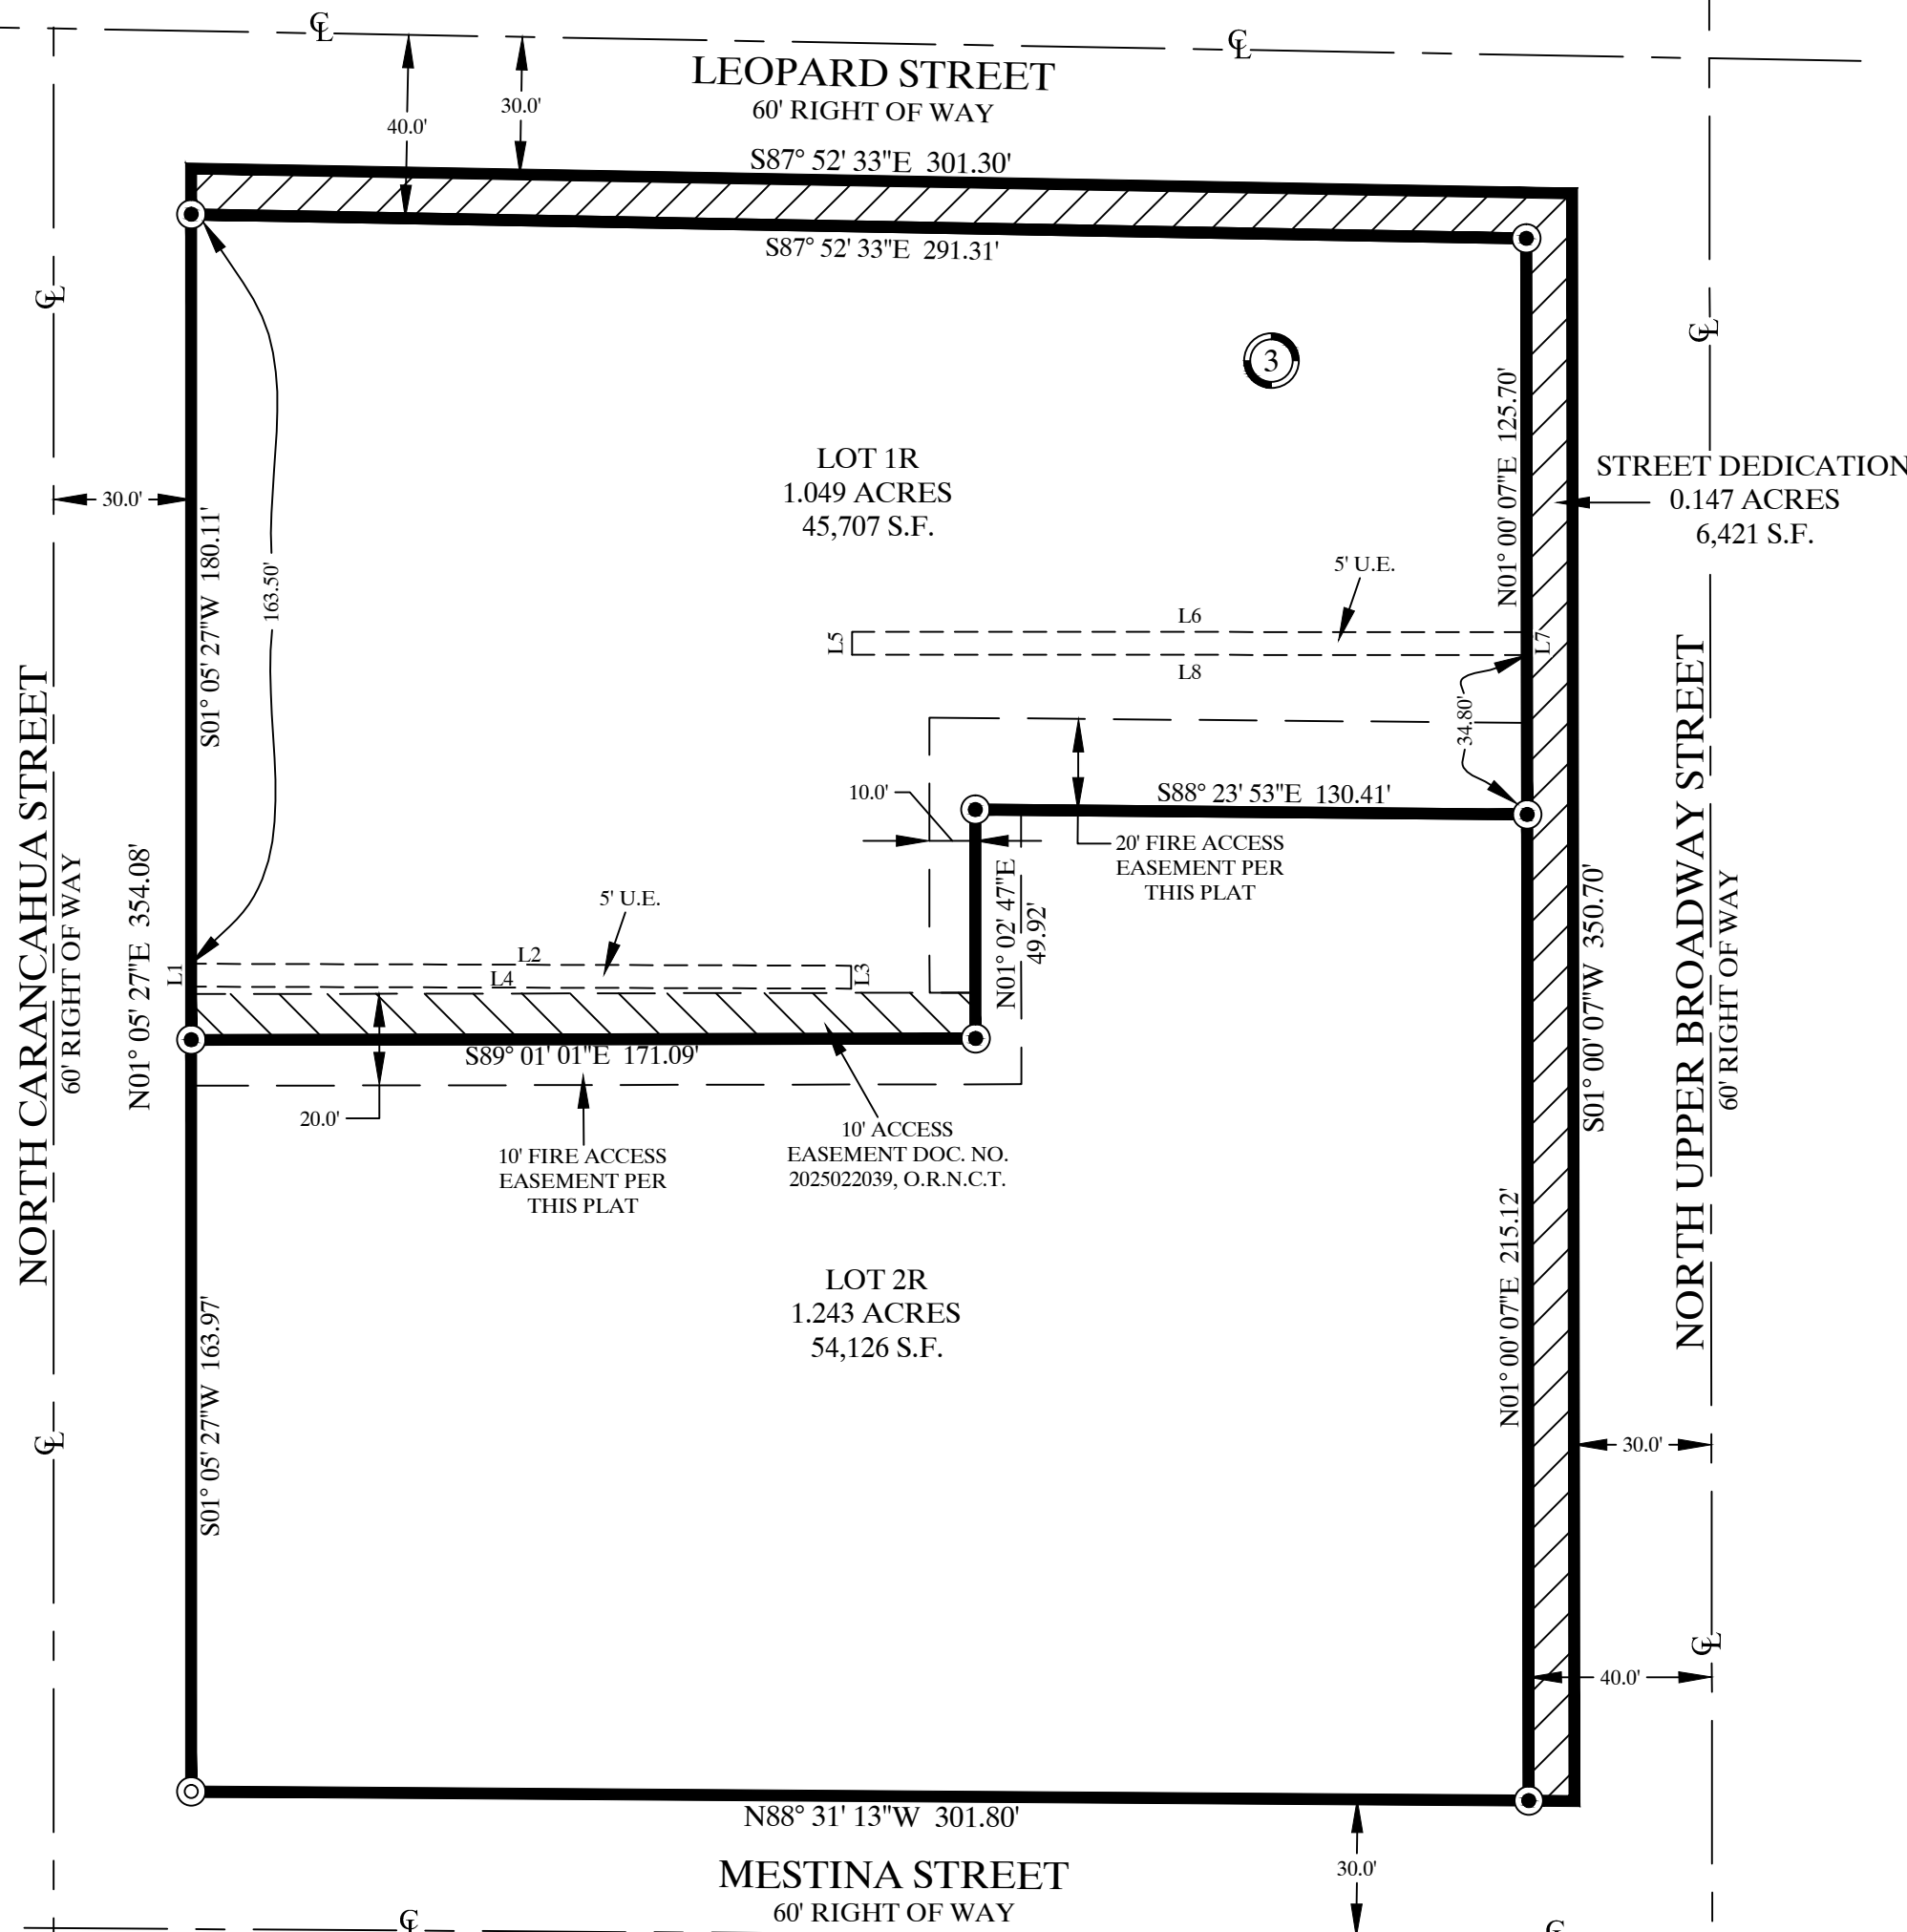 ℄
℄
LEOPARD STREET
60' RIGHT OF WAY
40.0'
30.0'
S87° 52' 33"E 301.30'
S87° 52' 33"E 291.31'
℄
℄
3
LOT 1R
1.049 ACRES
45,707 S.F.
N01° 00' 07"E 125.70'
STREET DEDICATION
0.147 ACRES
6,421 S.F.
30.0'
S01° 05' 27"W 180.11'
163.50'
5' U.E.
L6
L5
L7
L8
34.80'
NORTH CARANCAHUA STREET
60' RIGHT OF WAY
N01° 05' 27"E 354.08'
NORTH UPPER BROADWAY STREET
60' RIGHT OF WAY
S01° 00' 07"W 350.70'
10.0'
S88° 23' 53"E 130.41'
20' FIRE ACCESS
EASEMENT PER
THIS PLAT
N01° 02' 47"E
49.92'
5' U.E.
L2
L1
L4
L3
S89° 01' 01"E 171.09'
20.0'
10' FIRE ACCESS
EASEMENT PER
THIS PLAT
10' ACCESS
EASEMENT DOC. NO.
2025022039, O.R.N.C.T.
LOT 2R
1.243 ACRES
54,126 S.F.
S01° 05' 27"W 163.97'
N01° 00' 07"E 215.12'
℄
30.0'
℄
40.0'
N88° 31' 13"W 301.80'
MESTINA STREET
60' RIGHT OF WAY
30.0'
℄
℄